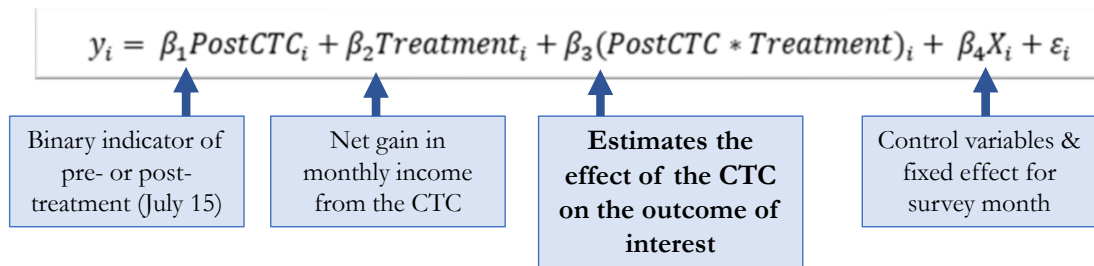 yᵢ = β₁PostCTCᵢ + β₂Treatmentᵢ + β₃(PostCTC * Treatment)ᵢ + β₄Xᵢ + εᵢ
Binary indicator of
pre- or post-
treatment (July 15)
Net gain in
monthly income
from the CTC
Estimates the
effect of the CTC
on the outcome of
interest
Control variables &
fixed effect for
survey month